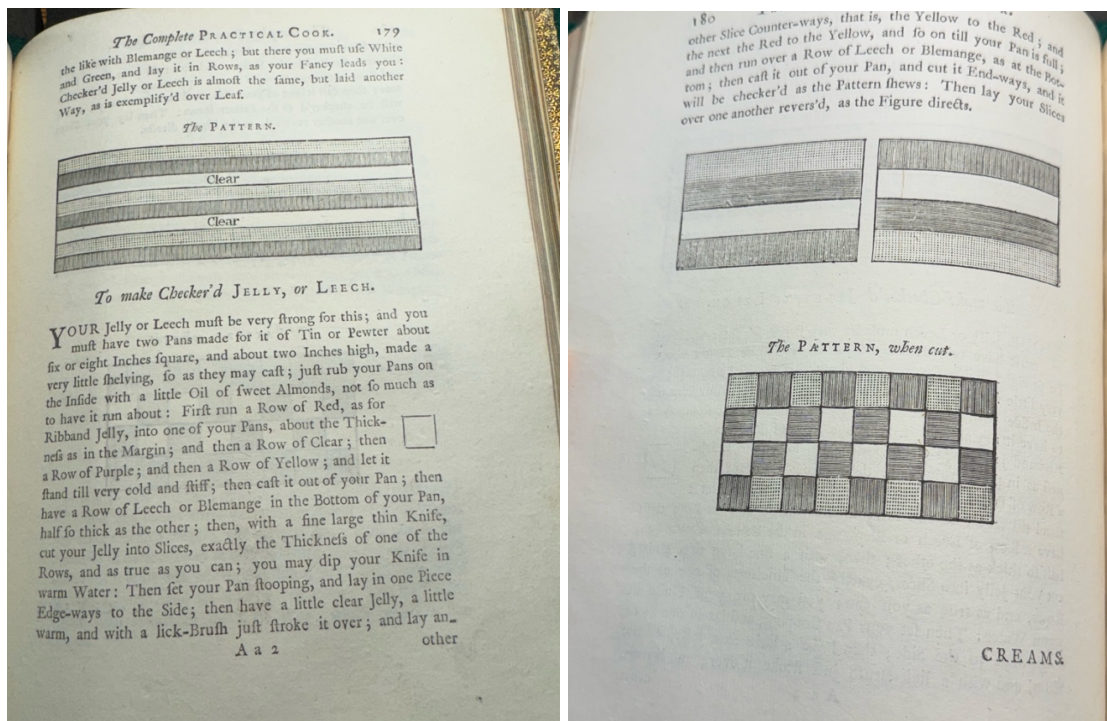 The Complete PRACTICAL COOK. 179
the like with Blemange or Leech ; but there you muſt uſe White
and Green, and lay it in Rows, as your Fancy leads you :
Checker'd Jelly or Leech is almoſt the ſame, but laid another
Way, as is exemplify'd over Leaf.
The PATTERN.
Clear
Clear
To make Checker'd JELLY, or LEECH.
YOUR Jelly or Leech muſt be very ſtrong for this ; and you
muſt have two Pans made for it of Tin or Pewter about
ſix or eight Inches ſquare, and about two Inches high, made a
very little ſhelving, ſo as they may caſt ; juſt rub your Pans on
the Inſide with a little Oil of ſweet Almonds, not ſo much as
to have it run about : Firſt run a Row of Red, as for
Ribband Jelly, into one of your Pans, about the Thick-
neſs as in the Margin ; and then a Row of Clear ; then
a Row of Purple ; and then a Row of Yellow ; and let it
ſtand till very cold and ſtiff ; then caſt it out of your Pan ; then
have a Row of Leech or Blemange in the Bottom of your Pan,
half ſo thick as the other ; then, with a fine large thin Knife,
cut your Jelly into Slices, exactly the Thickneſs of one of the
Rows, and as true as you can ; you may dip your Knife in
warm Water : Then ſet your Pan ſtooping, and lay in one Piece
Edge-ways to the Side ; then have a little clear Jelly, a little
warm, and with a lick-Bruſh juſt ſtroke it over ; and lay an-
A a 2 other
180
other Slice Counter-ways, that is, the Yellow to the Red ; and
the next the Red to the Yellow, and ſo on till your Pan is full ;
and then run over a Row of Leech or Blemange, as at the Bot-
tom ; then caſt it out of your Pan, and cut it End-ways, and it
will be checker'd as the Pattern ſhews : Then lay your Slices
over one another revers'd, as the Figure directs.
The PATTERN, when cut.
CREAMS.